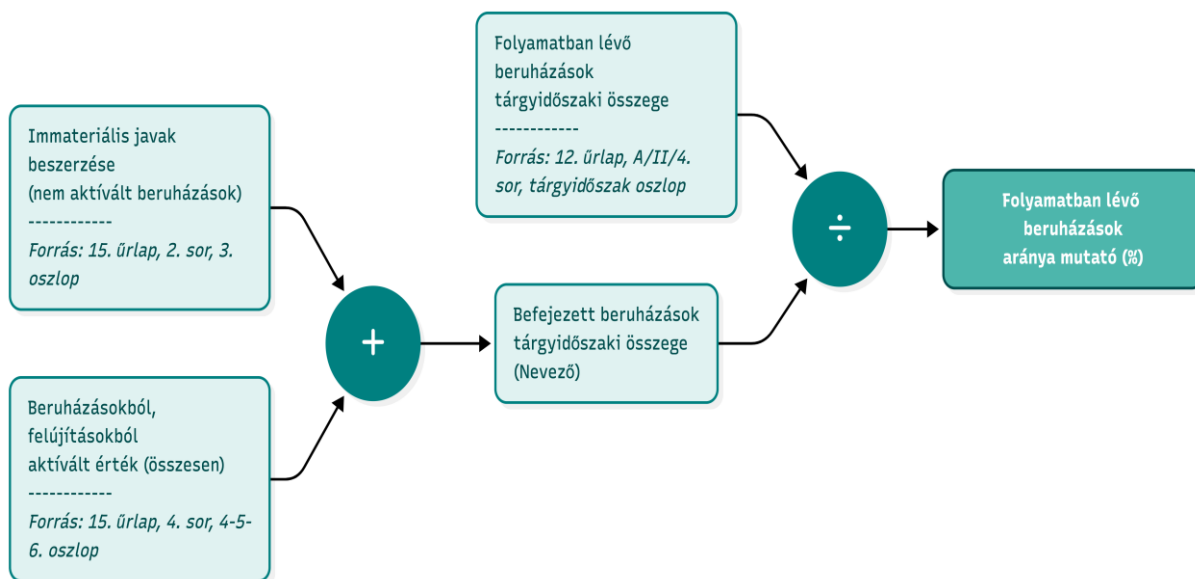 Folyamatban lévő
beruházások
tárgyidőszaki összege
------------
Forrás: 12. űrlap, A/II/4.
sor, tárgyidőszak oszlop
Immateriális javak
beszerzése
(nem aktívált beruházások)
------------
Forrás: 15. űrlap, 2. sor, 3.
oszlop
÷
Folyamatban lévő
beruházások
aránya mutató (%)
+
Befejezett beruházások
tárgyidőszaki összege
(Nevező)
Beruházásokból,
felújításokból
aktívált érték (összesen)
------------
Forrás: 15. űrlap, 4. sor, 4-5-
6. oszlop